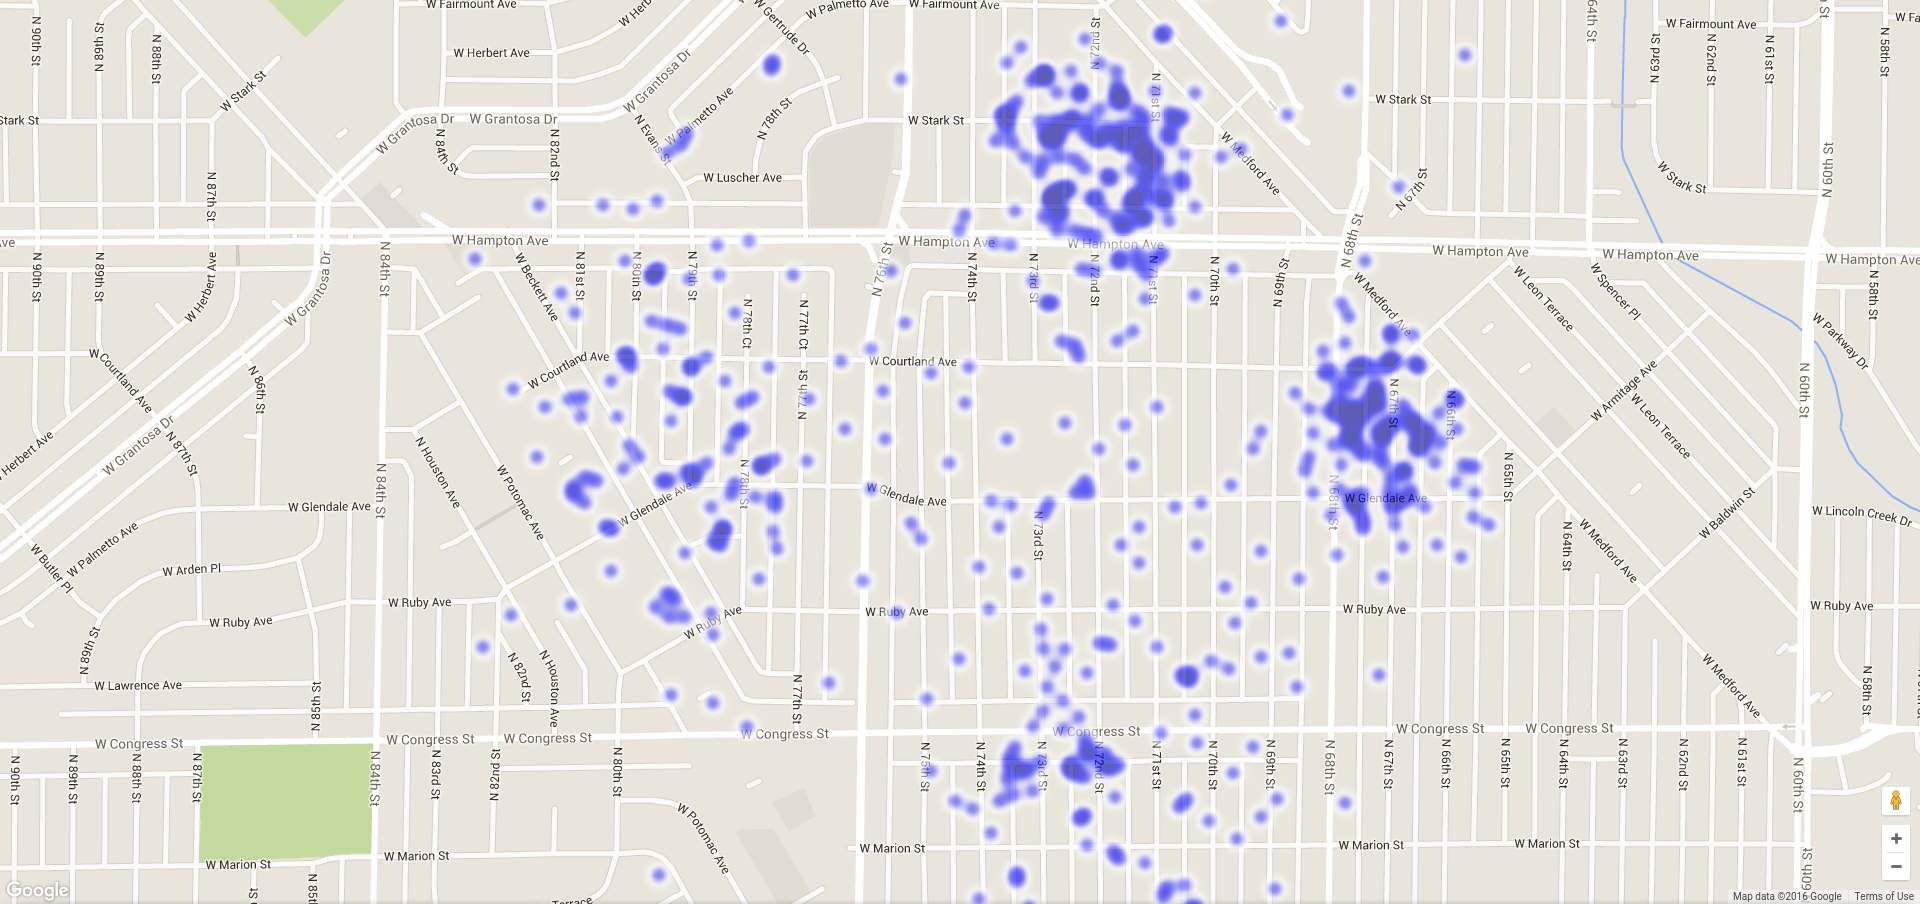 W Fairmount Ave
W Palmetto Ave
W Fairmount Ave
N 90th St
N 89th St
N 88th St
W Gertrude Dr
N 72nd St
64th St
W Fairmount Ave
W Herbert Ave
W Grantosa Dr
N 63rd St
N 62nd St
N 61st St
N 58th St
W Stark St
W Palmetto Ave
N 78th St
N 71st St
W Stark St
Stark St
W Grantosa Dr
W Grantosa Dr
W Stark St
N Evans St
N 84th St
N 82nd St
W Medford Ave
N 60th St
W Luscher Ave
N 87th St
N 67th St
W Stark St
Ave
W Hampton Ave
W Hampton Ave
W Hampton Ave
N 68th St
W Hampton Ave
W Hampton Ave
W Hampton Ave
N 90th St
N 89th St
W Herbert Ave
W Grantosa Dr
N 84th St
W Beckett Ave
N 81st St
N 80th St
N 79th St
N 76th St
N 74th St
N 73rd St
N 72nd St
N 71st St
N 70th St
N 69th St
W Medford Ave
W Leon Terrace
W Spencer Pl
N 58th St
N 78th Ct
N 77th Ct
W Parkway Dr
W Courtland Ave
W Courtland Ave
W Courtland Ave
N 86th St
N 77th St
N 67th St
N 66th St
W Armitage Ave
W Leon Terrace
N 60th St
W Grantosa Dr
Herbert Ave
N 87th St
N Houston Ave
W Potomac Ave
N 84th St
N 78th St
N 65th St
W Glendale Ave
W Glendale Ave
W Glendale Ave
W Glendale Ave
N 68th St
W Baldwin St
W Lincoln Creek Dr
W Palmetto Ave
N 73rd St
N 64th St
W Medford Ave
W Butler Pl
W Arden Pl
W Ruby Ave
W Ruby Ave
W Ruby Ave
W Ruby Ave
W Ruby Ave
W Ruby Ave
N 89th St
N 82nd St
N Houston Ave
W Lawrence Ave
N 85th St
N 77th St
W Medford Ave
N 58th St
W Congress St
W Congress St
W Congress St
W Congress St
W Congress St
W Congress St
W Congress St
N 90th St
N 89th St
N 88th St
N 87th St
N 84th St
N 83rd St
N 82nd St
N 80th St
N 75th St
N 74th St
N 73rd St
N 72nd St
N 71st St
N 70th St
N 69th St
N 68th St
N 67th St
N 66th St
N 65th St
N 64th St
N 63rd St
N 62nd St
N 61st St
N 60th St
W Potomac Ave
W Marion St
W Marion St
W Marion St
W Marion St
W Marion St
N 85th
Terrace
Google
Map data ©2016 Google
Terms of Use